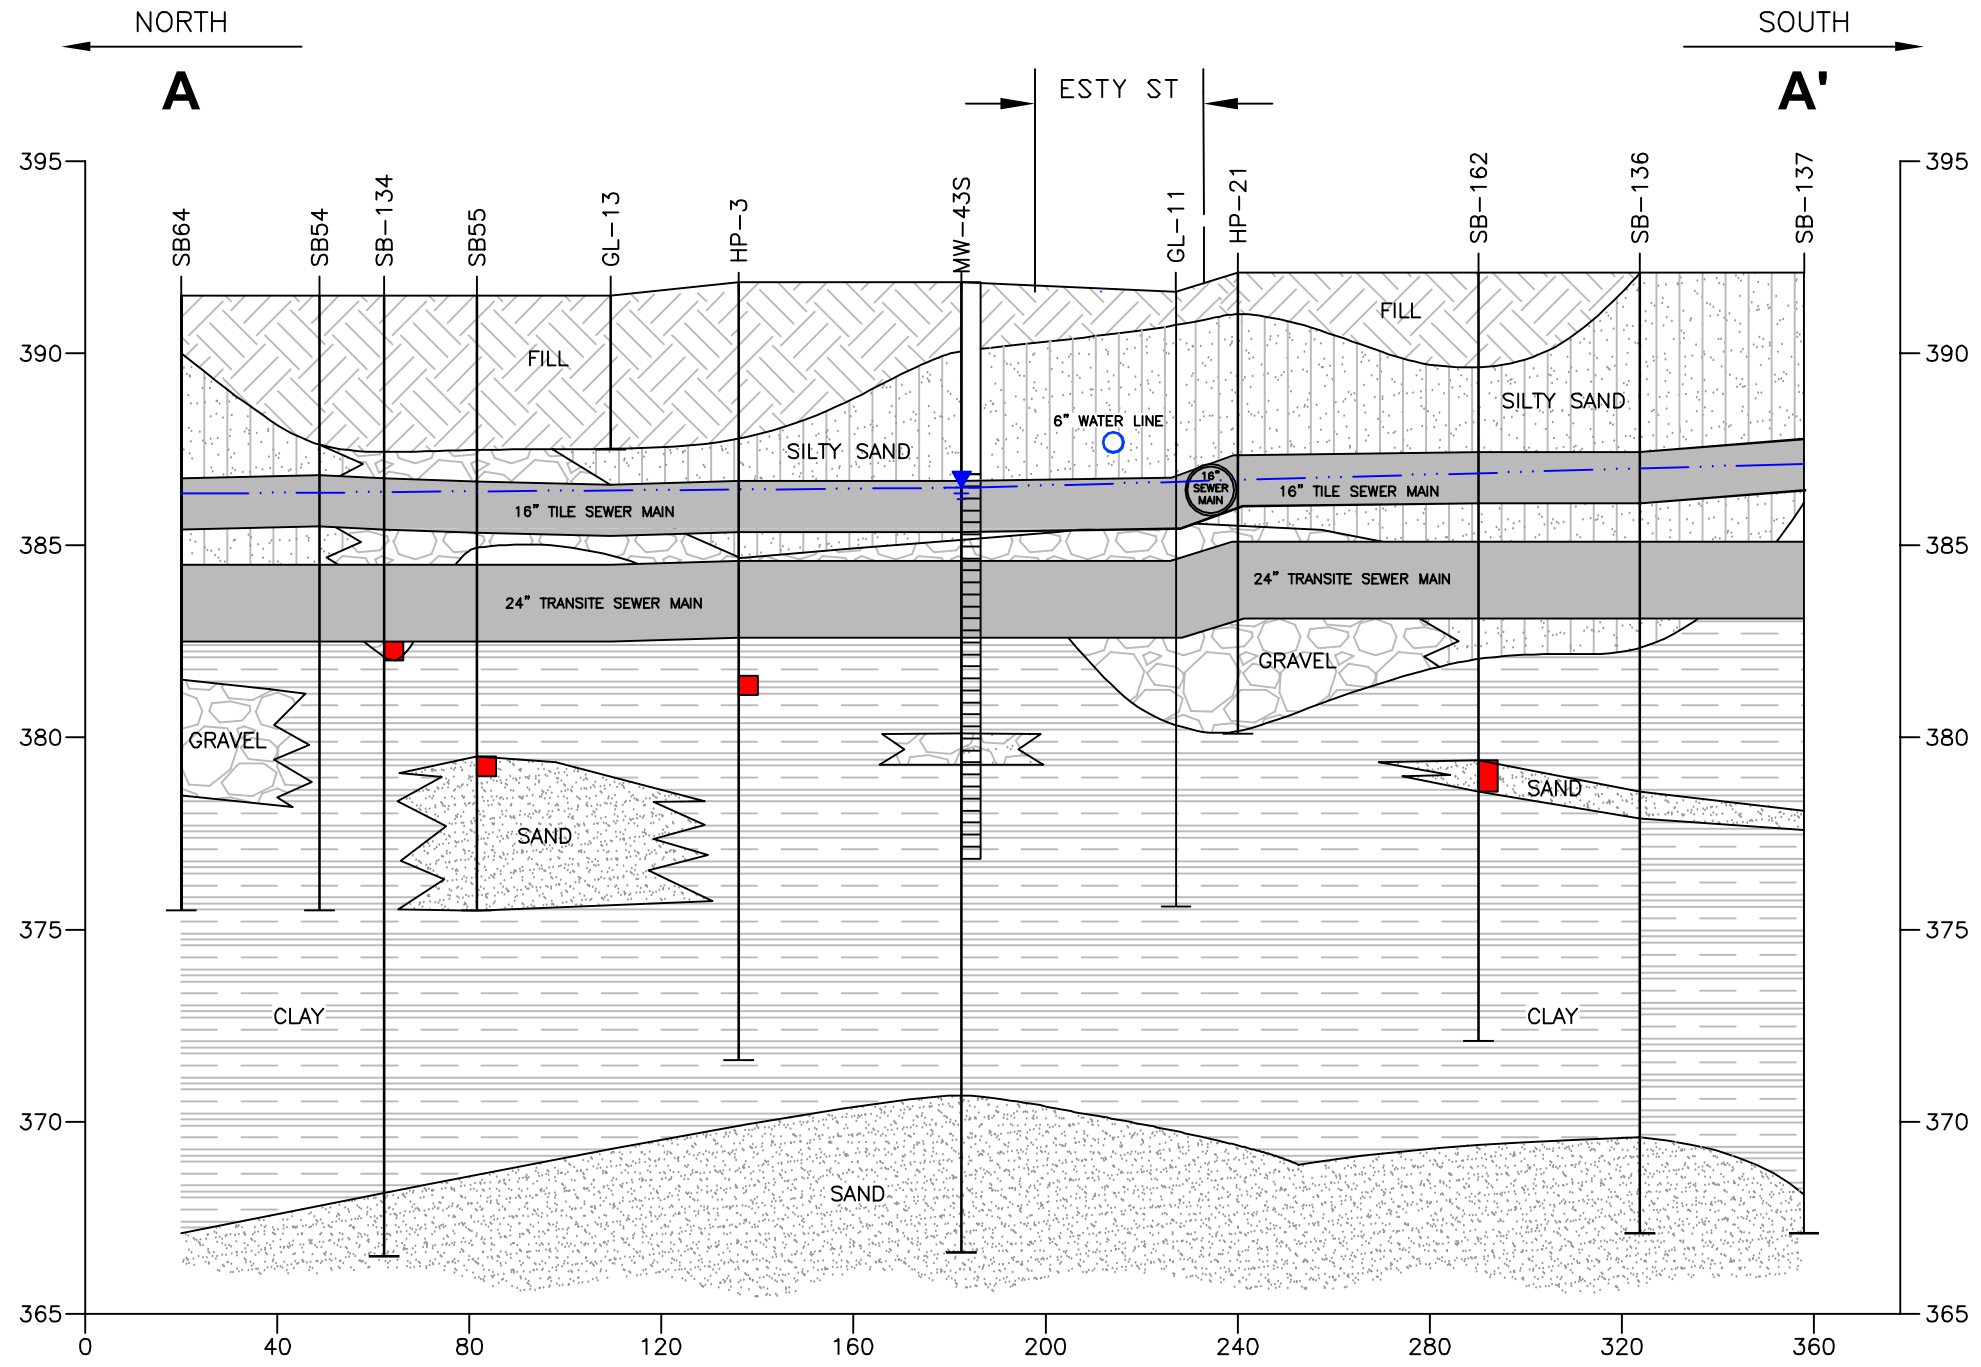 NORTH
SOUTH
A
A'
ESTY ST
SB64
SB54
SB-134
SB55
GL-13
HP-3
MW-43S
GL-11
HP-21
SB-162
SB-136
SB-137
395
395
390
390
385
385
380
380
375
375
370
370
365
365
FILL
FILL
SILTY SAND
6" WATER LINE
SILTY SAND
16" TILE SEWER MAIN
16"
SEWER
MAIN
16" TILE SEWER MAIN
24" TRANSITE SEWER MAIN
24" TRANSITE SEWER MAIN
GRAVEL
GRAVEL
SAND
SAND
CLAY
CLAY
SAND
0
40
80
120
160
200
240
280
320
360